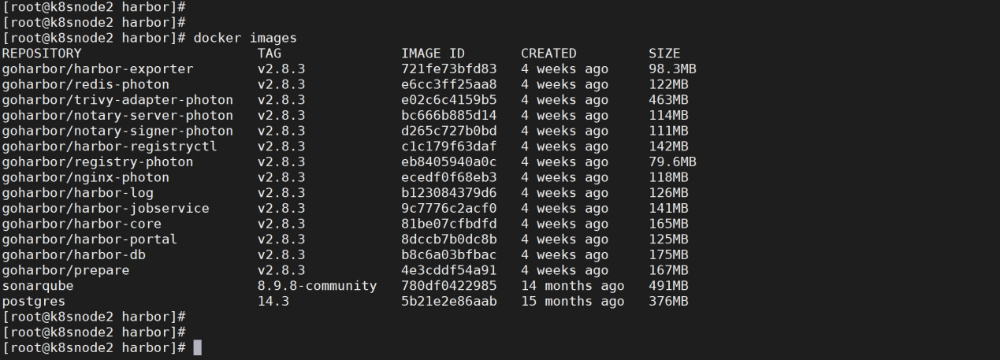 [root@k8snode2 harbor]#
[root@k8snode2 harbor]#
[root@k8snode2 harbor]# docker images
REPOSITORY TAG IMAGE ID CREATED SIZE
goharbor/harbor-exporter v2.8.3 721fe73bfd83 4 weeks ago 98.3MB
goharbor/redis-photon v2.8.3 e6cc3ff25aa8 4 weeks ago 122MB
goharbor/trivy-adapter-photon v2.8.3 e02c6c4159b5 4 weeks ago 463MB
goharbor/notary-server-photon v2.8.3 bc666b885d14 4 weeks ago 114MB
goharbor/notary-signer-photon v2.8.3 d265c727b0bd 4 weeks ago 111MB
goharbor/harbor-registryctl v2.8.3 c1c179f63daf 4 weeks ago 142MB
goharbor/registry-photon v2.8.3 eb8405940a0c 4 weeks ago 79.6MB
goharbor/nginx-photon v2.8.3 ecedf0f68eb3 4 weeks ago 118MB
goharbor/harbor-log v2.8.3 b123084379d6 4 weeks ago 126MB
goharbor/harbor-jobservice v2.8.3 9c7776c2acf0 4 weeks ago 141MB
goharbor/harbor-core v2.8.3 81be07cfbdfd 4 weeks ago 165MB
goharbor/harbor-portal v2.8.3 8dccb7b0dc8b 4 weeks ago 125MB
goharbor/harbor-db v2.8.3 b8c6a03bfbac 4 weeks ago 175MB
goharbor/prepare v2.8.3 4e3cddf54a91 4 weeks ago 167MB
sonarqube 8.9.8-community 780df0422985 14 months ago 491MB
postgres 14.3 5b21e2e86aab 15 months ago 376MB
[root@k8snode2 harbor]#
[root@k8snode2 harbor]#
[root@k8snode2 harbor]#